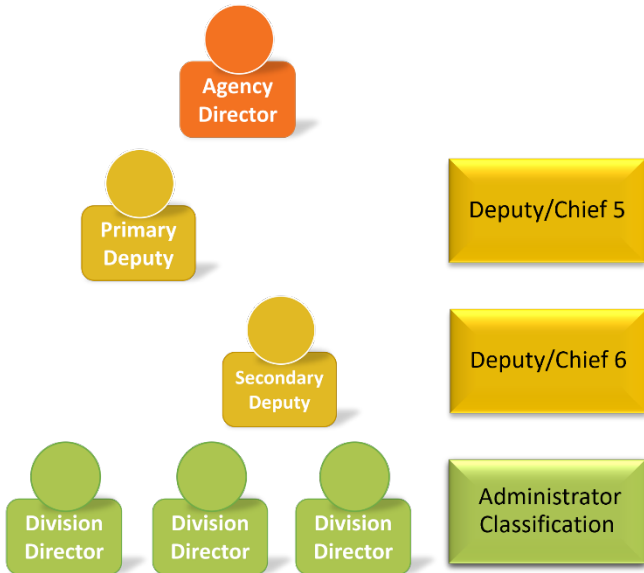 Agency
Director
Primary
Deputy
Deputy/Chief 5
Secondary
Deputy
Deputy/Chief 6
Division
Director
Division
Director
Division
Director
Administrator
Classification